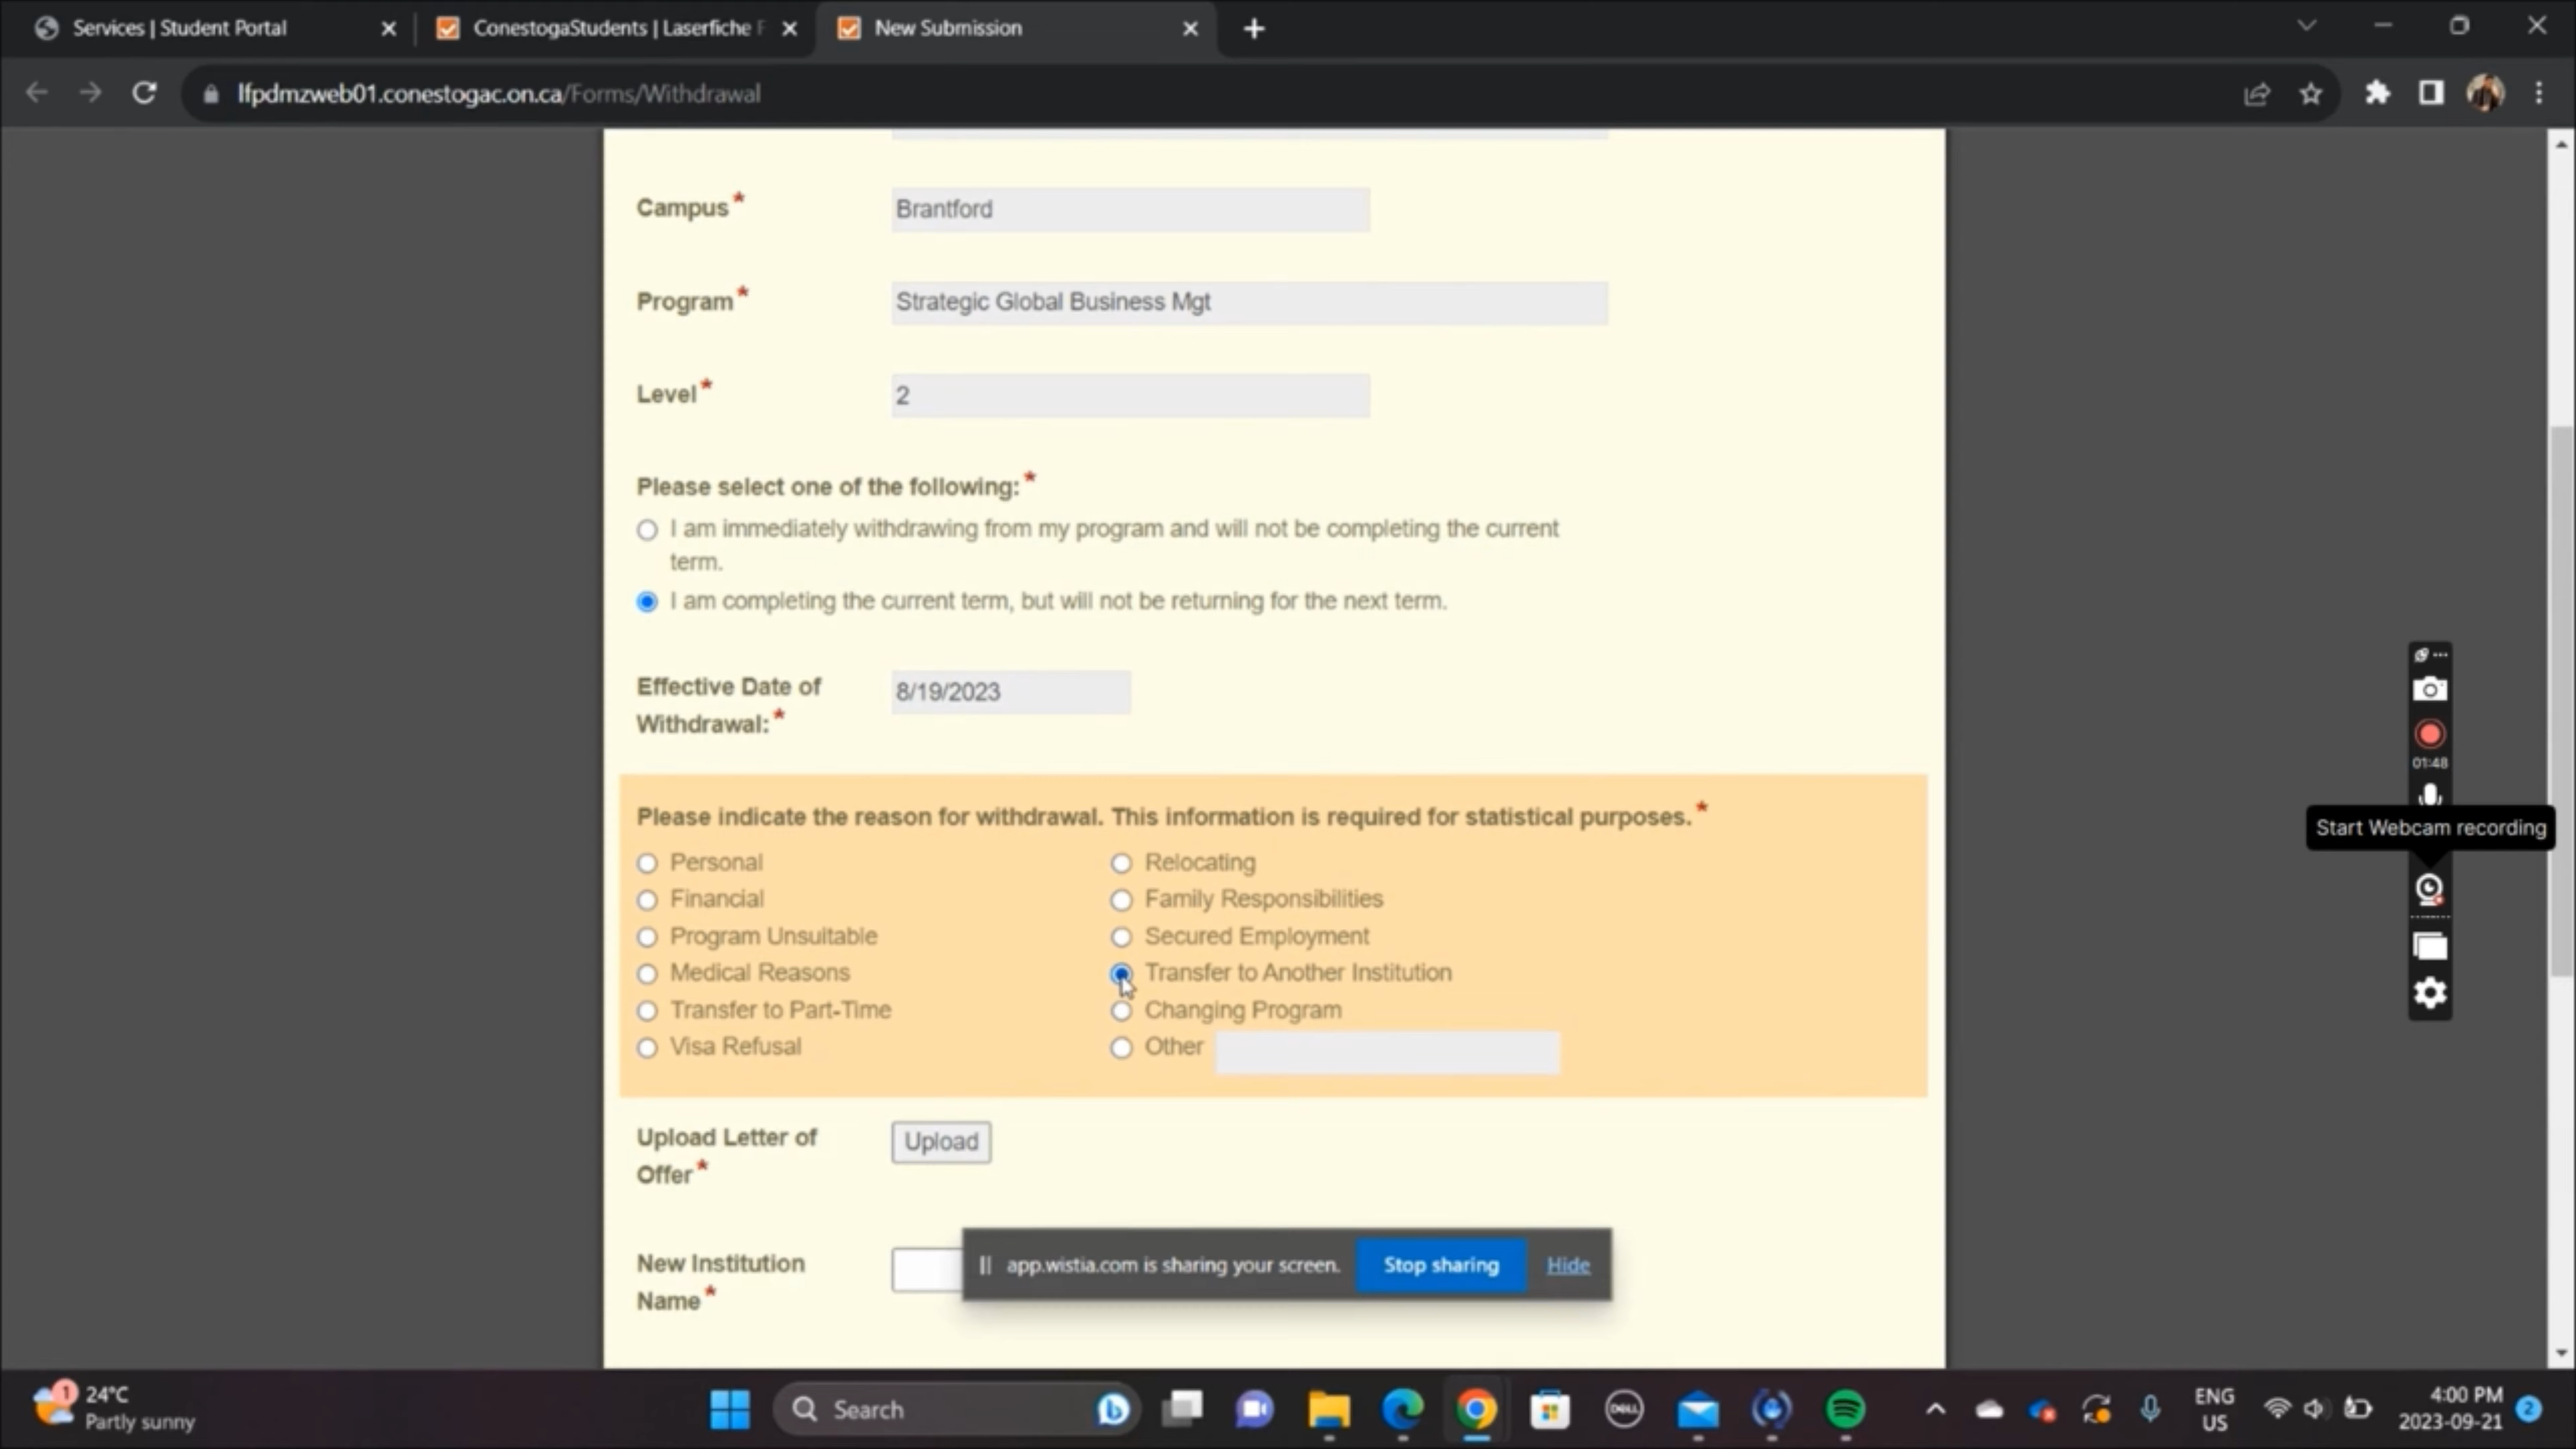 Services | Student Portal
ConestogaStudents | Laserfiche F
New Submission
lfpdmzweb01.conestogac.on.ca/Forms/Withdrawal
Campus*
Brantford
Program*
Strategic Global Business Mgt
Level*
2
Please select one of the following:*
I am immediately withdrawing from my program and will not be completing the current
term.
I am completing the current term, but will not be returning for the next term.
Effective Date of
Withdrawal:*
8/19/2023
01:48
Start Webcam recording
Please indicate the reason for withdrawal. This information is required for statistical purposes.*
Personal
Relocating
Financial
Family Responsibilities
Program Unsuitable
Secured Employment
Medical Reasons
Transfer to Another Institution
Transfer to Part-Time
Changing Program
Visa Refusal
Other
Upload Letter of
Offer*
Upload
New Institution
Name*
app.wistia.com is sharing your screen.
Stop sharing
Hide
1
24°C
Partly sunny
Search
DELL
ENG
US
4:00 PM
2023-09-21
2